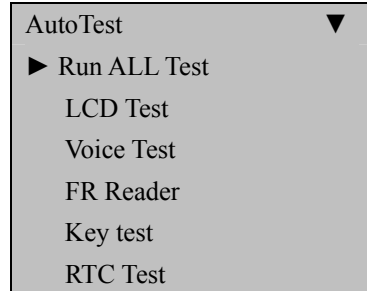 AutoTest ▼
► Run ALL Test
LCD Test
Voice Test
FR Reader
Key test
RTC Test